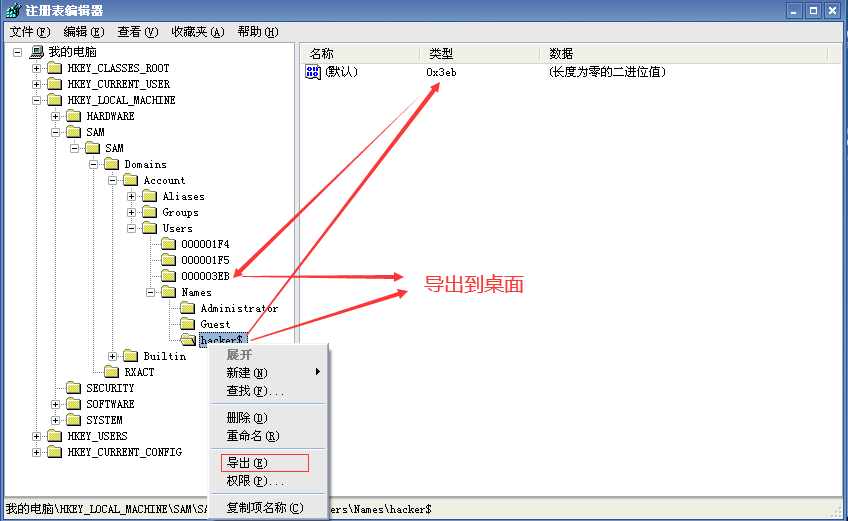 注册表编辑器
文件(F) 编辑(E) 查看(V) 收藏夹(A) 帮助(H)
我的电脑
HKEY_CLASSES_ROOT
HKEY_CURRENT_USER
HKEY_LOCAL_MACHINE
HARDWARE
SAM
SAM
Domains
Account
Aliases
Groups
Users
000001F4
000001F5
000003EB
Names
Administrator
Guest
hacker$
Builtin
RXACT
SECURITY
SOFTWARE
SYSTEM
HKEY_USERS
HKEY_CURRENT_CONFIG
名称 类型 数据
(默认) 0x3eb (长度为零的二进位值)
导出到桌面
展开
新建(N)
查找(F)...
删除(D)
重命名(R)
导出(E)
权限(P)...
复制项名称(C)
我的电脑\HKEY_LOCAL_MACHINE\SAM\SA rs\Names\hacker$